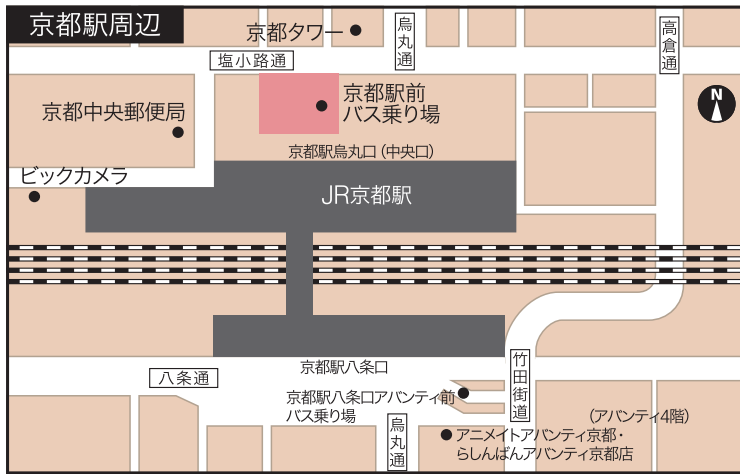 京都駅周辺
京都タワー
烏丸通
高倉通
塩小路通
N
京都駅前
バス乗り場
京都中央郵便局
京都駅烏丸口(中央口)
ビックカメラ
JR京都駅
京都駅八条口
竹田街道
八条通
京都駅八条口アバンティ前
バス乗り場
烏丸通
(アバンティ4階)
アニメイトアバンティ京都・
らしんばんアバンティ京都店